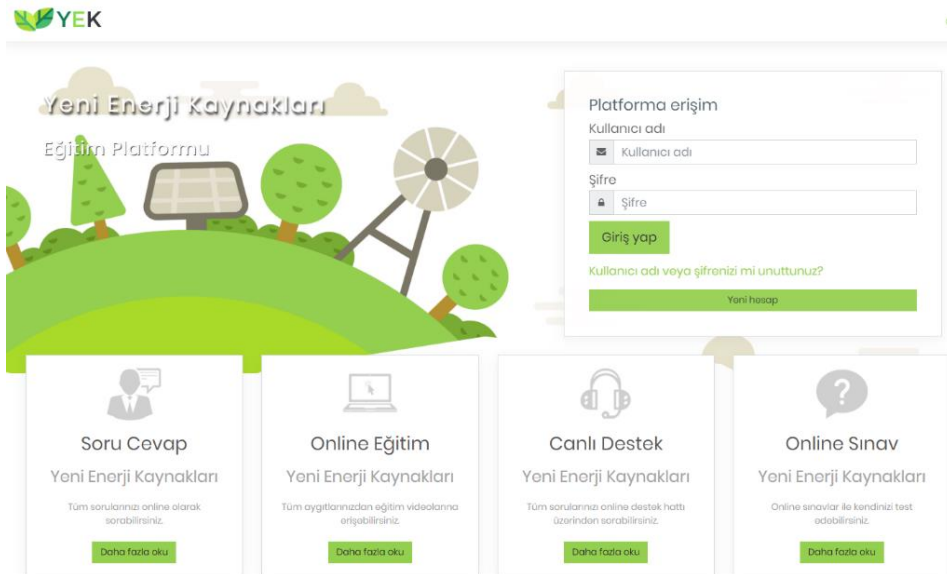 YEK
Yeni Enerji Kaynakları
Eğitim Platformu
Platforma erişim
Kullanıcı adı
Kullanıcı adı
Şifre
Şifre
Giriş yap
Kullanıcı adı veya şifrenizi mi unuttunuz?
Yeni hesap
Soru Cevap
Yeni Enerji Kaynakları
Tüm sorularınızı online olarak
sorabilirsiniz.
Daha fazla oku
Online Eğitim
Yeni Enerji Kaynakları
Tüm aygıtlarınızdan eğitim videolarına
erişebilirsiniz.
Daha fazla oku
Canlı Destek
Yeni Enerji Kaynakları
Tüm sorularınızı online destek hattı
üzerinden sorabilirsiniz.
Daha fazla oku
Online Sınav
Yeni Enerji Kaynakları
Online sınavlar ile kendinizi test
edebilirsiniz.
Daha fazla oku